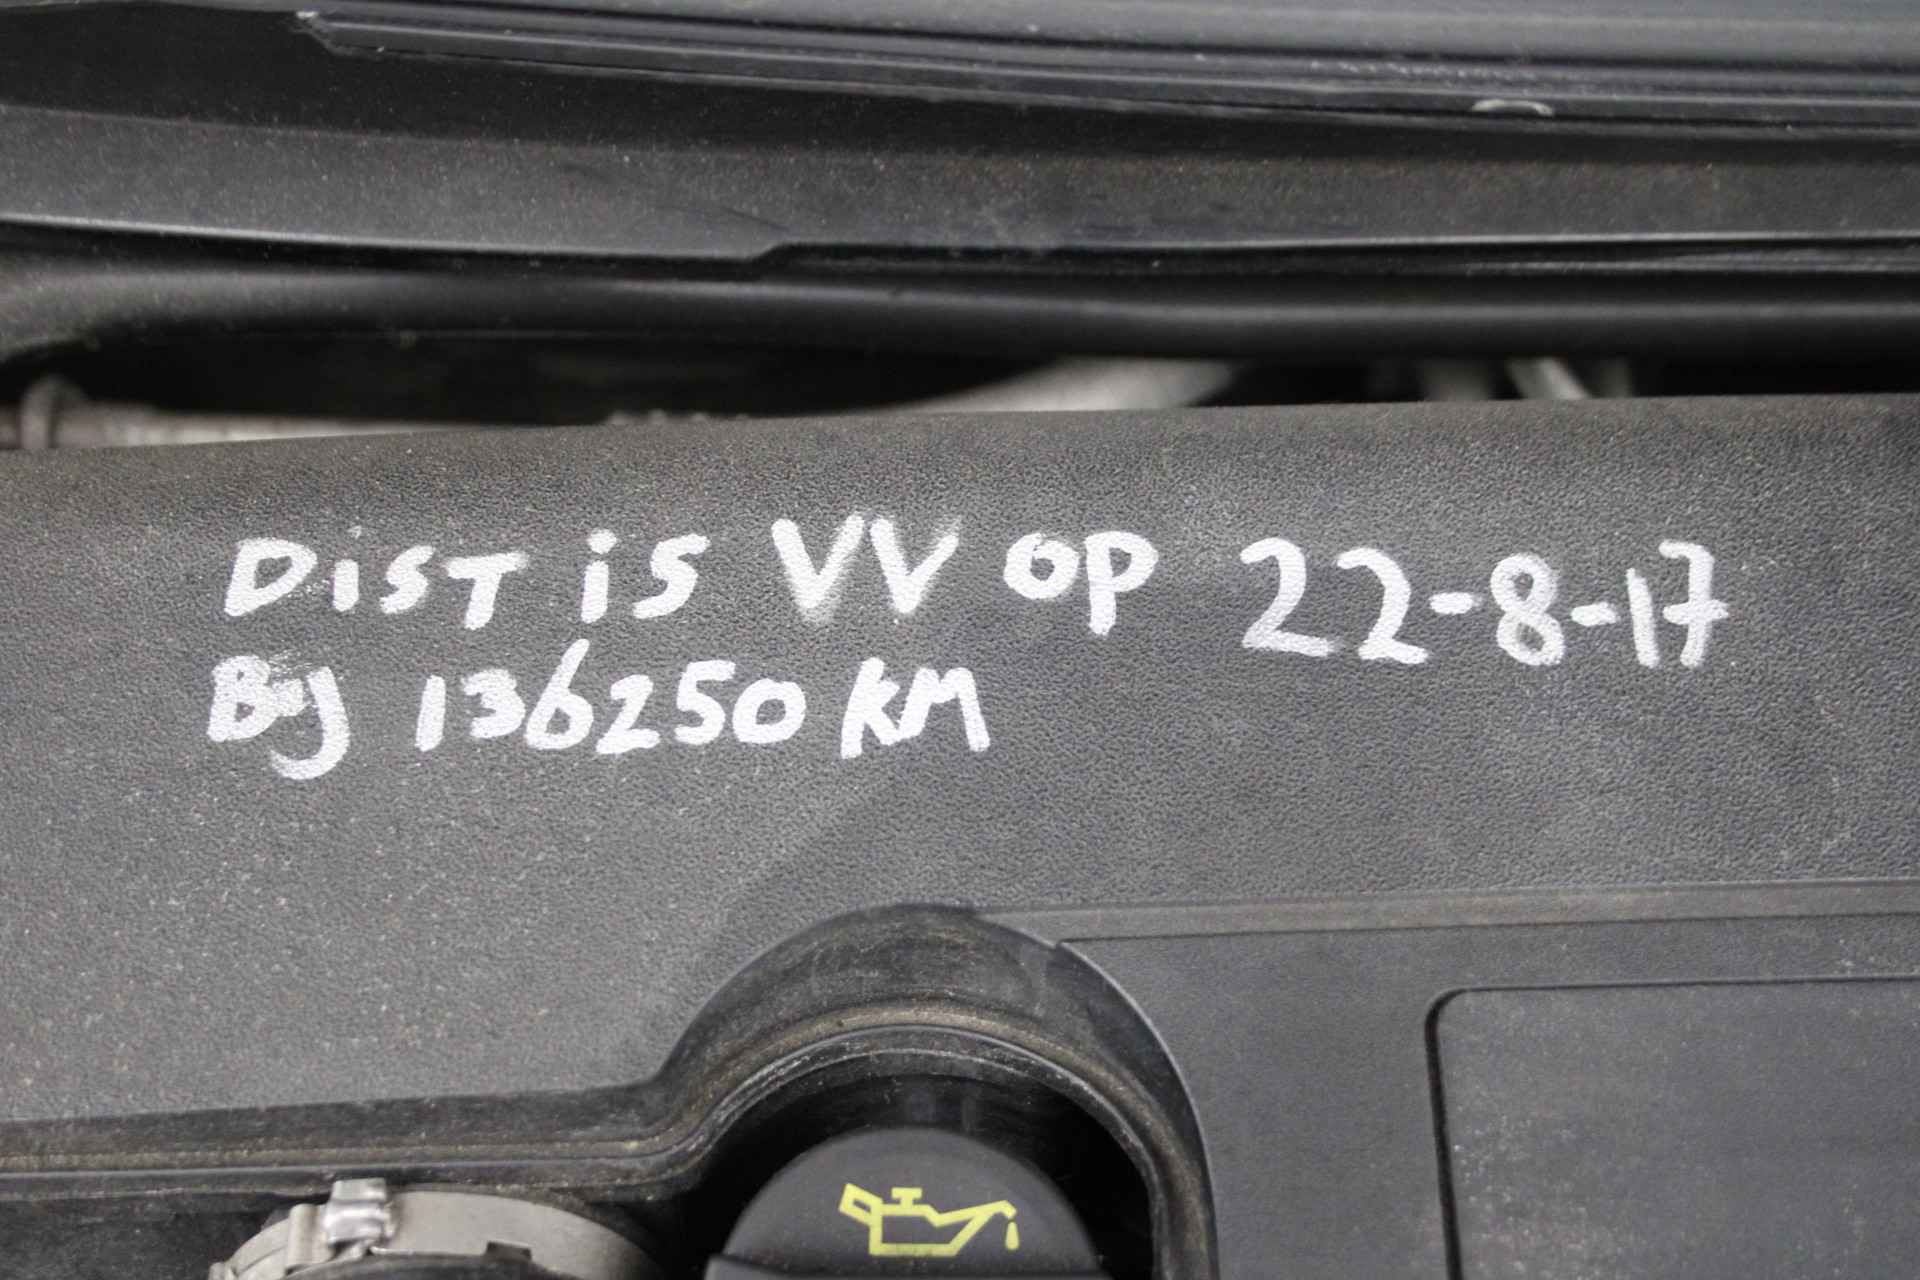 DiST iS VV OP 22-8-17
Bij 136250 KM